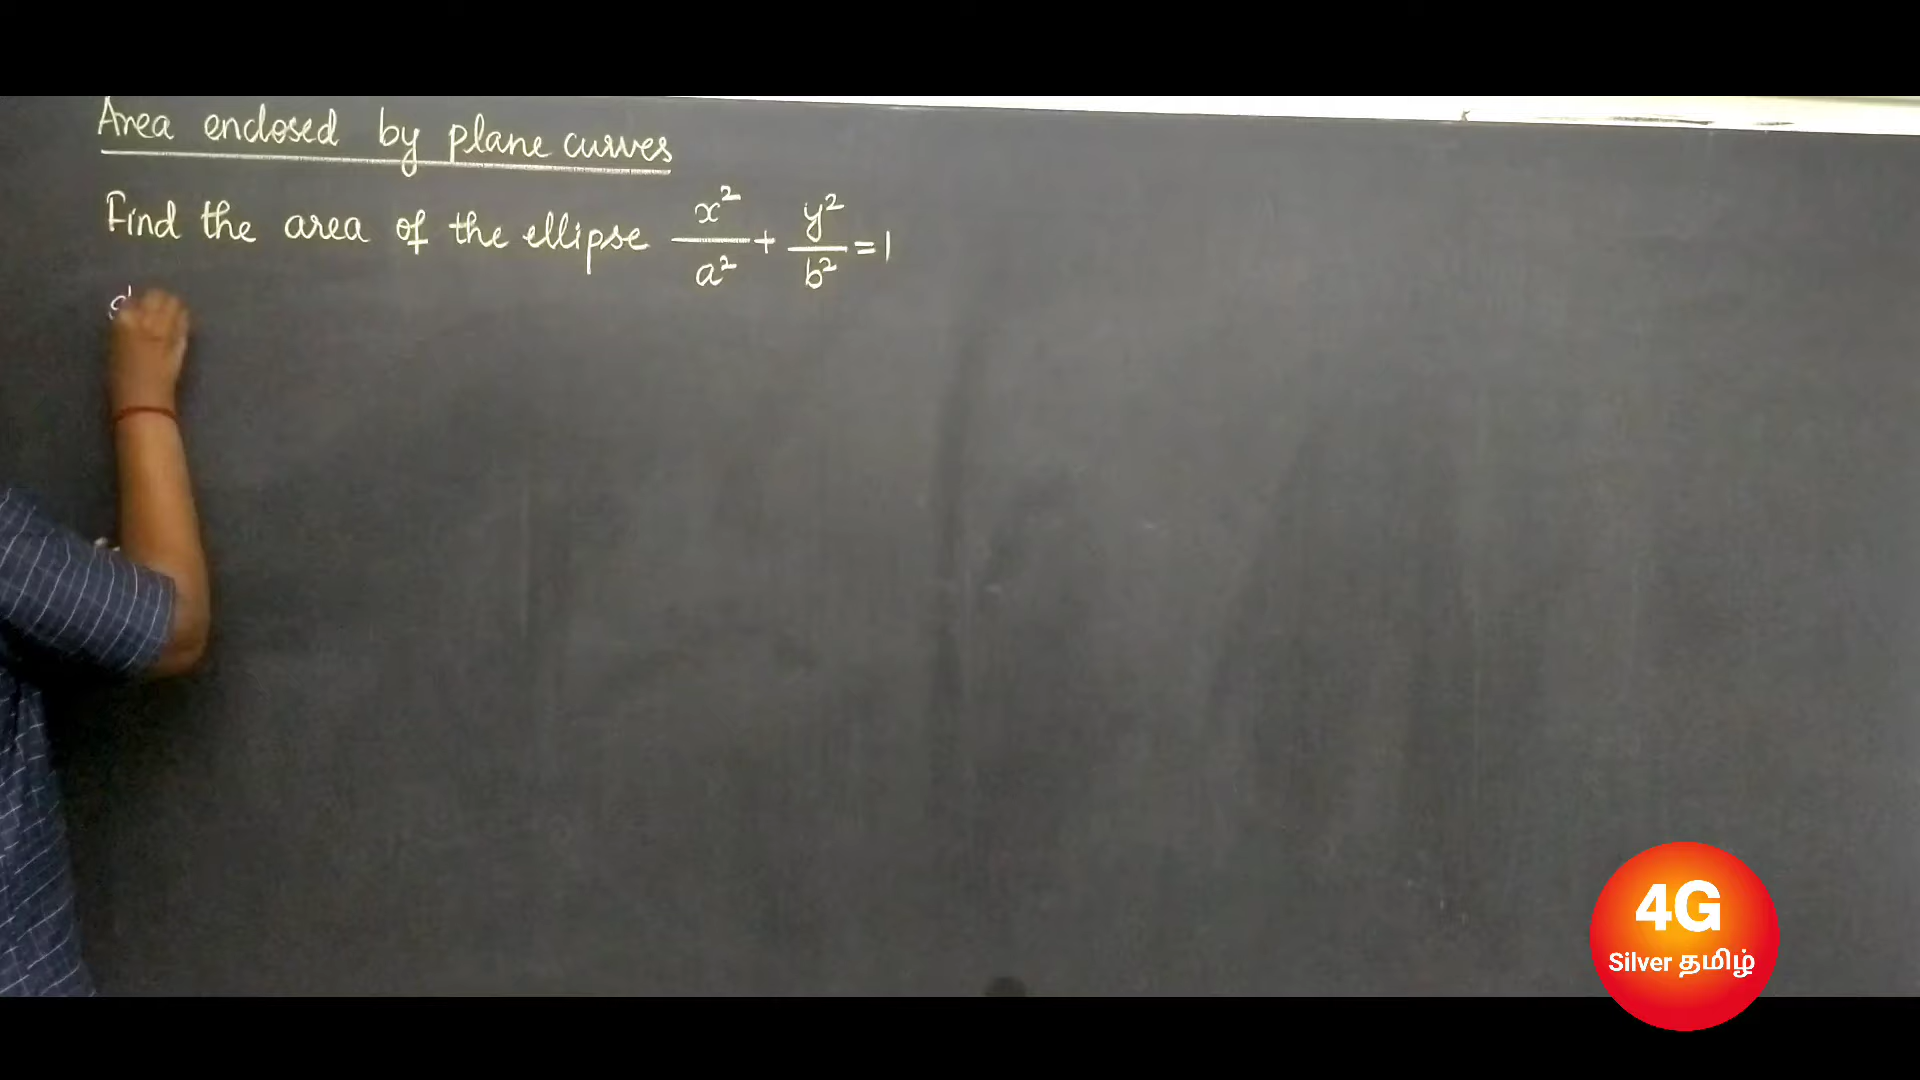 Area enclosed by plane curves
Find the area of the ellipse x²/a² + y²/b² = 1
4G
Silver தமிழ்